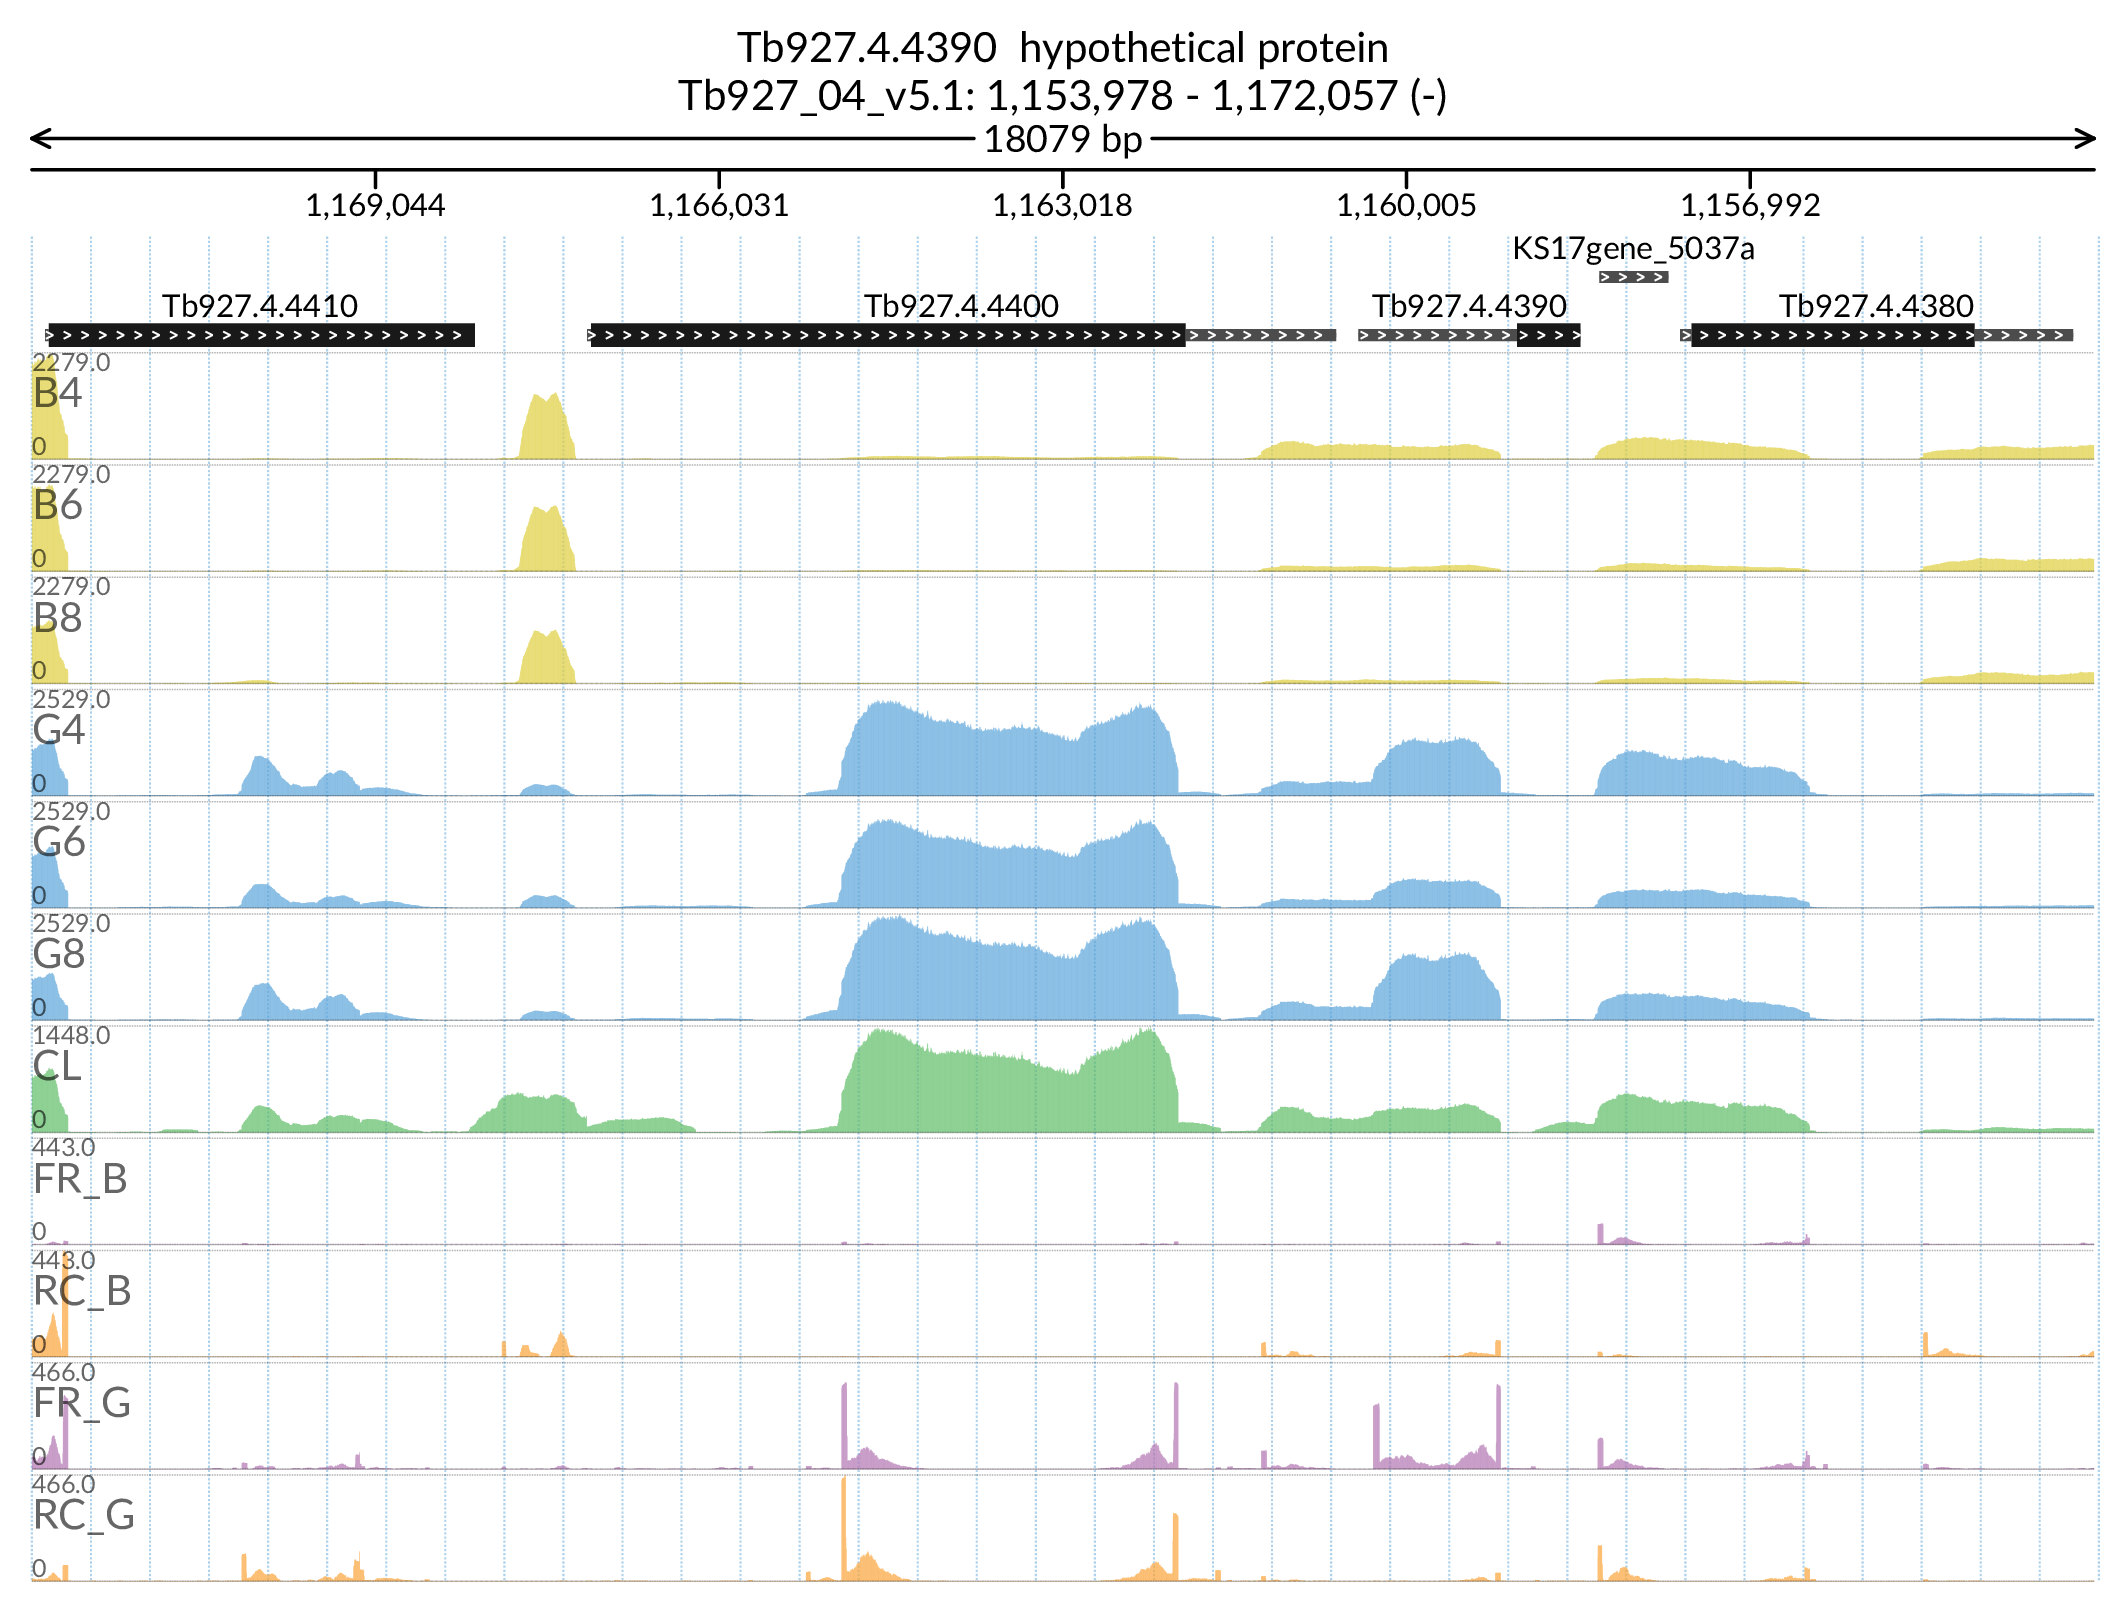 Tb927.4.4390  hypothetical protein
Tb927_04_v5.1: 1,153,978 - 1,172,057 (-)
18079 bp
1,169,044 1,166,031 1,163,018 1,160,005 1,156,992
KS17gene_5037a
Tb927.4.4410 Tb927.4.4400 Tb927.4.4390 Tb927.4.4380
2279.0
B4
0
2279.0
B6
0
2279.0
B8
0
2529.0
G4
0
2529.0
G6
0
2529.0
G8
0
1448.0
CL
0
443.0
FR_B
0
443.0
RC_B
0
466.0
FR_G
0
466.0
RC_G
0